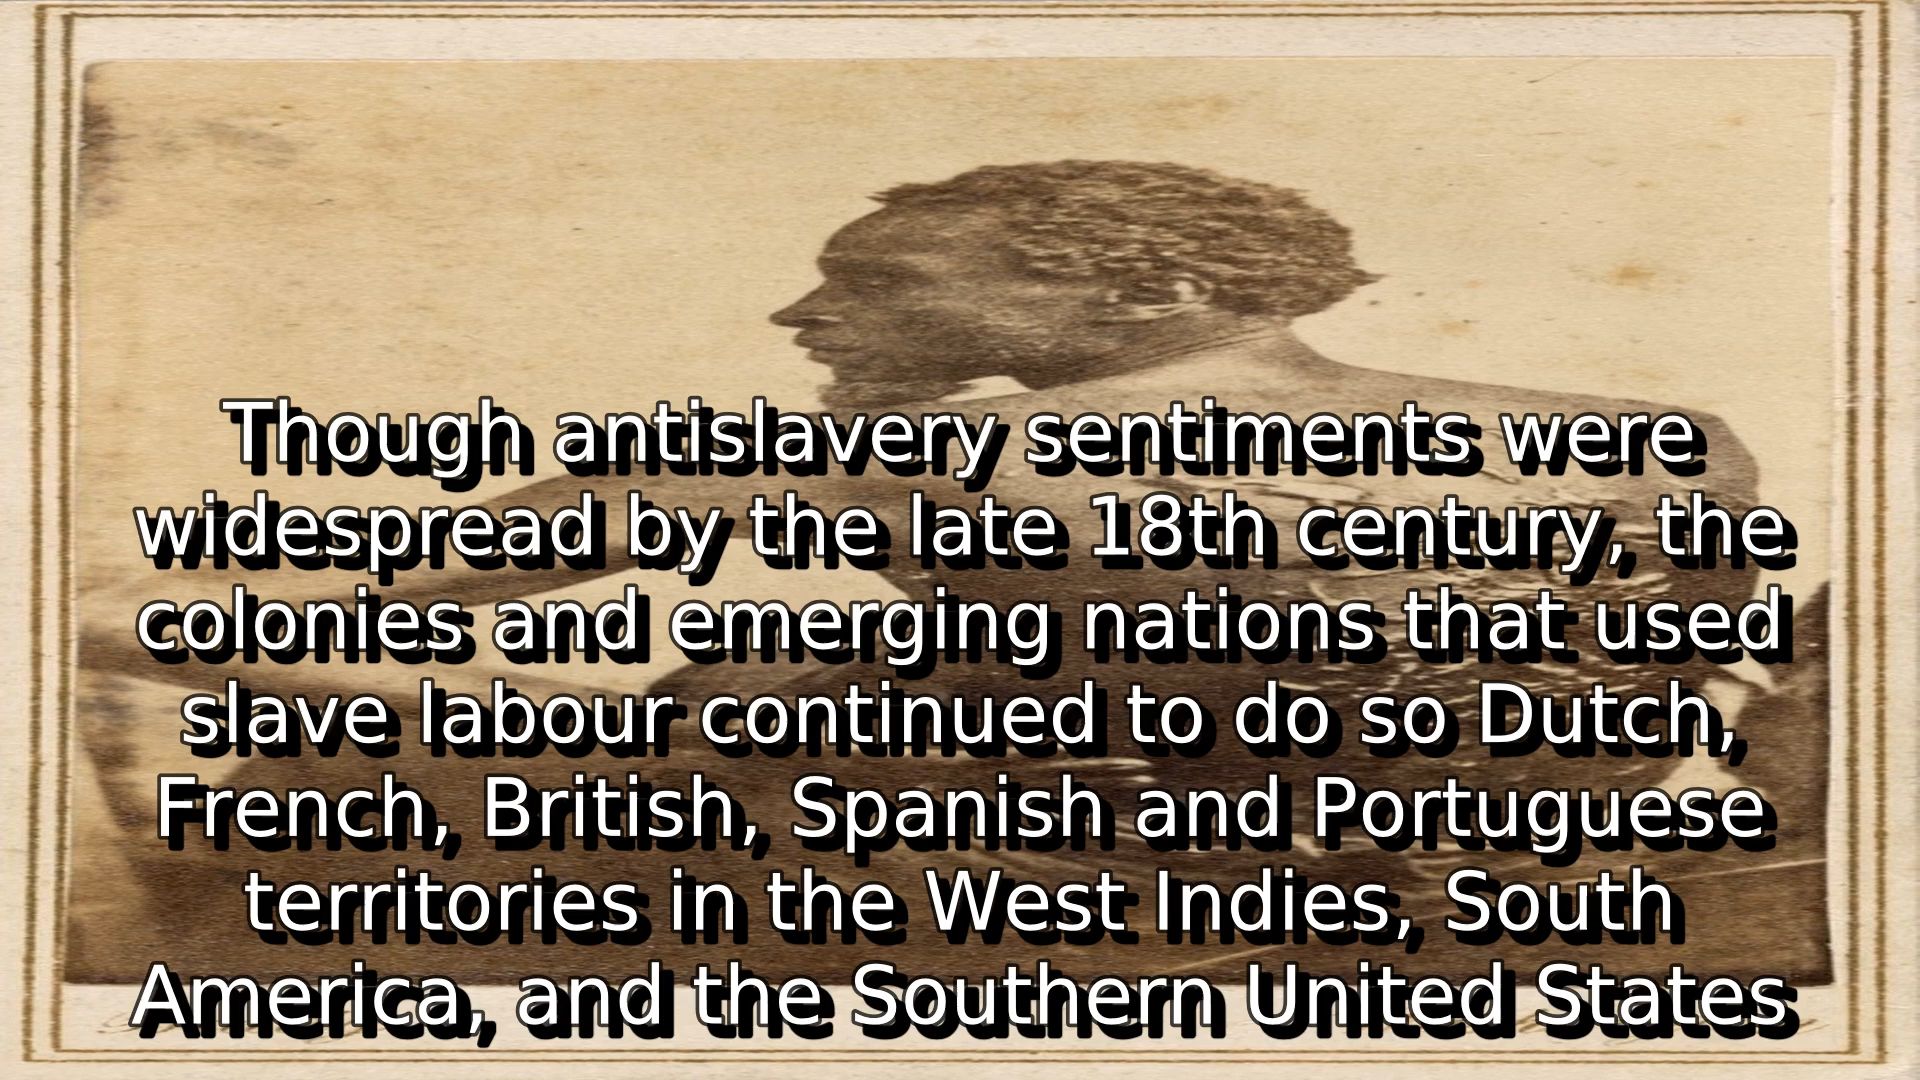 Though antislavery sentiments were
widespread by the late 18th century, the
colonies and emerging nations that used
slave labour continued to do so Dutch,
French, British, Spanish and Portuguese
territories in the West Indies, South
America, and the Southern United States